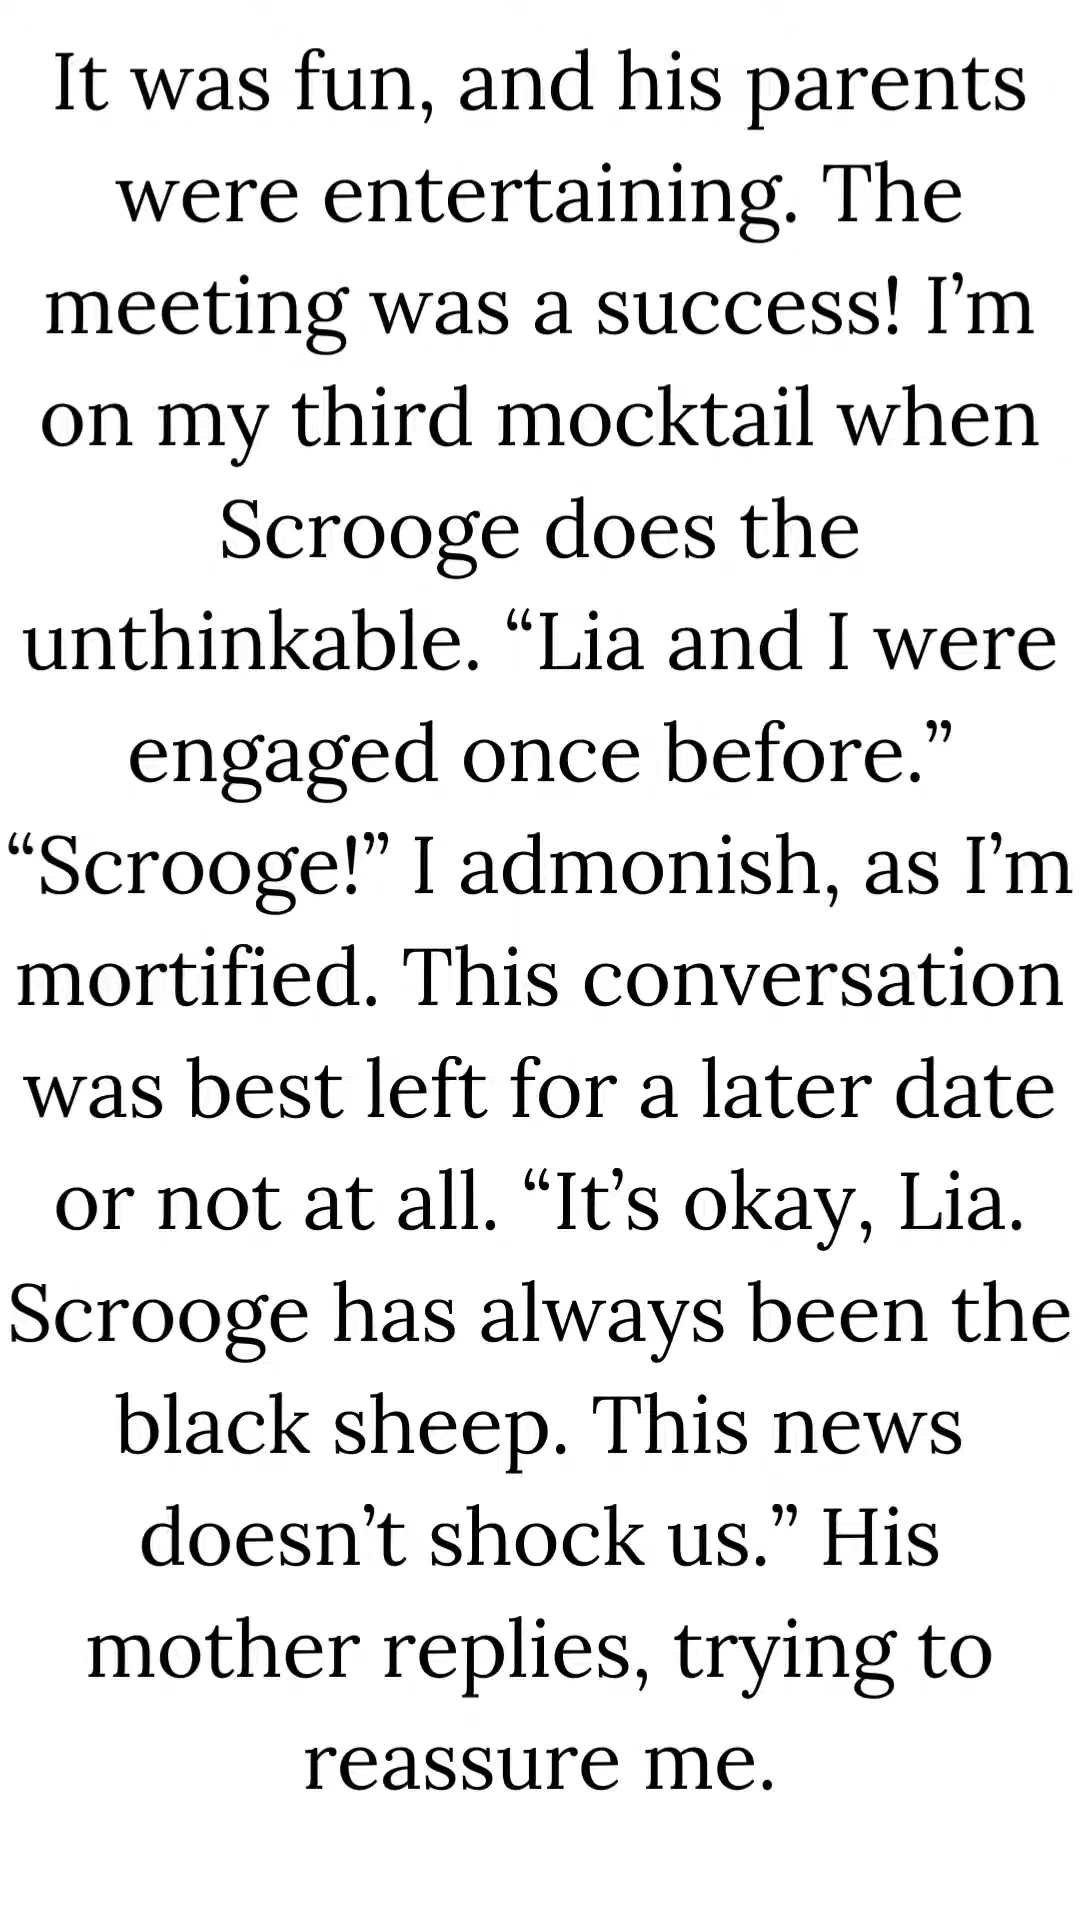 It was fun, and his parents
were entertaining. The
meeting was a success! I’m
on my third mocktail when
Scrooge does the
unthinkable. “Lia and I were
engaged once before.”
“Scrooge!” I admonish, as I’m
mortified. This conversation
was best left for a later date
or not at all. “It’s okay, Lia.
Scrooge has always been the
black sheep. This news
doesn’t shock us.” His
mother replies, trying to
reassure me.